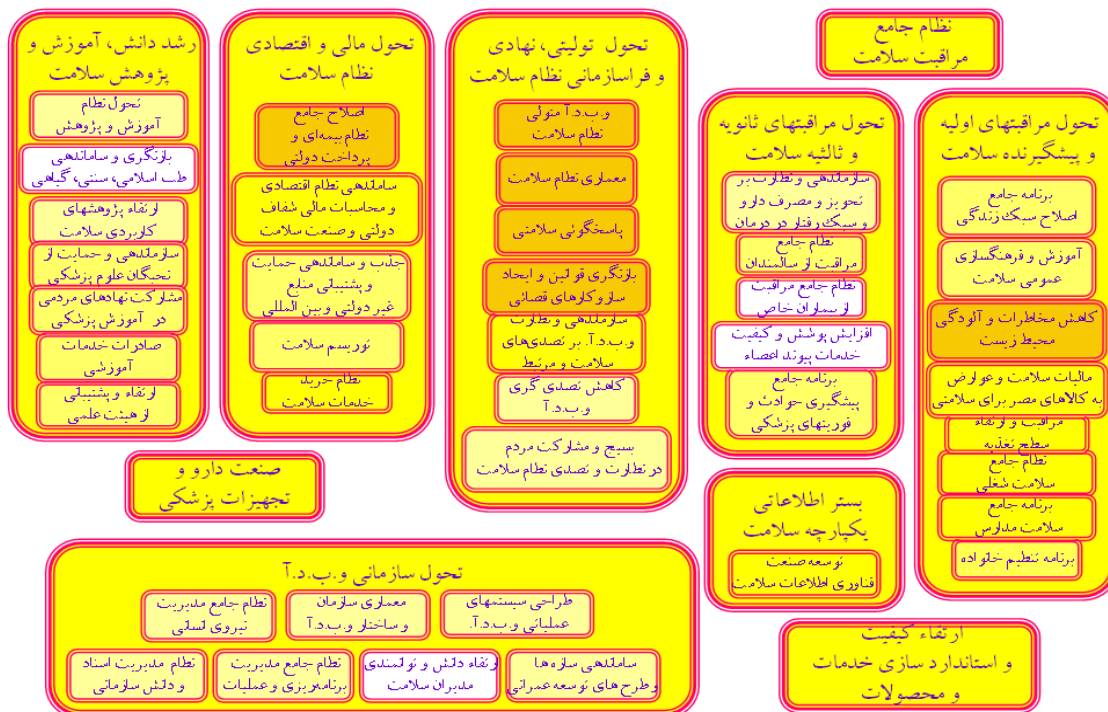 نظام جامع
مراقبت سلامت
تحول مراقبتهای اولیه
و پیشگیرنده سلامت
برنامه جامع
اصلاح سبک زندگی
آموزش و فرهنگسازی
عمومی سلامت
کاهش مخاطرات و آلودگی
محیط زیست
مالیات سلامت و عوارض
به کالاهای مضر برای سلامتی
مراقبت و ارتقاء
سطح تغذیه
نظام جامع
سلامت شغلی
برنامه جامع
سلامت مدارس
برنامه تنظیم خانواده
تحول مراقبتهای ثانویه
و ثالثیه سلامت
سازماندهی و نظارت بر
تجویز و مصرف دارو
و سبک رفتار در درمان
نظام جامع
مراقبت از سالمندان
نظام جامع مراقبت
از بیماران خاص
افزایش پوشش و کیفیت
خدمات پیوند اعضاء
برنامه جامع
پیشگیری حوادث و
فوریتهای پزشکی
بستر اطلاعاتی
یکپارچه سلامت
توسعه صنعت
فناوری اطلاعات سلامت
ارتقاء کیفیت
و استاندارد سازی خدمات
و محصولات
تحول تولیتی، نهادی
و فراسازمانی نظام سلامت
و.ب.د.آ متولی
نظام سلامت
معماری نظام سلامت
پاسخگوئی سلامتی
بازنگری قوانین و ایجاد
ساز و کارهای قضائی
سازماندهی و نظارت
و.ب.د.آ. بر تصدی‌های
سلامت و مرتبط
کاهش تصدی گری
و.ب.د.آ
بسیج و مشارکت مردم
در نظارت و تصدی نظام سلامت
تحول مالی و اقتصادی
نظام سلامت
اصلاح جامع
نظام بیمه‌ای و
پرداخت دولتی
ساماندهی نظام اقتصادی
و محاسبات مالی شفاف
دولتی و صنعت سلامت
جذب و ساماندهی حمایت
و پشتیبانی منابع
غیر دولتی و بین المللی
توریسم سلامت
نظام خرید
خدمات سلامت
رشد دانش، آموزش و
پژوهش سلامت
تحول نظام
آموزش و پژوهش
بازنگری و ساماندهی
طب اسلامی، سنتی، گیاهی
ارتقاء پژوهشهای
کاربردی سلامت
سازماندهی و حمایت از
نخبگان علوم پزشکی
مشارکت نهادهای مردمی
در آموزش پزشکی
صادرات خدمات
آموزشی
ارتقاء و پشتیبانی
از هیئت علمی
صنعت دارو و
تجهیزات پزشکی
تحول سازمانی و.ب.د.آ
طراحی سیستمهای
عملیاتی و.ب.د.آ.
معماری سازمان
و ساختار و.ب.د.آ
نظام جامع مدیریت
نیروی انسانی
ساماندهی سازه ها
و طرح های توسعه عمرانی
ارتقاء دانش و توانمندی
مدیران سلامت
نظام جامع مدیریت
برنامه‌ریزی و عملیات
نظام مدیریت اسناد
و دانش سازمانی